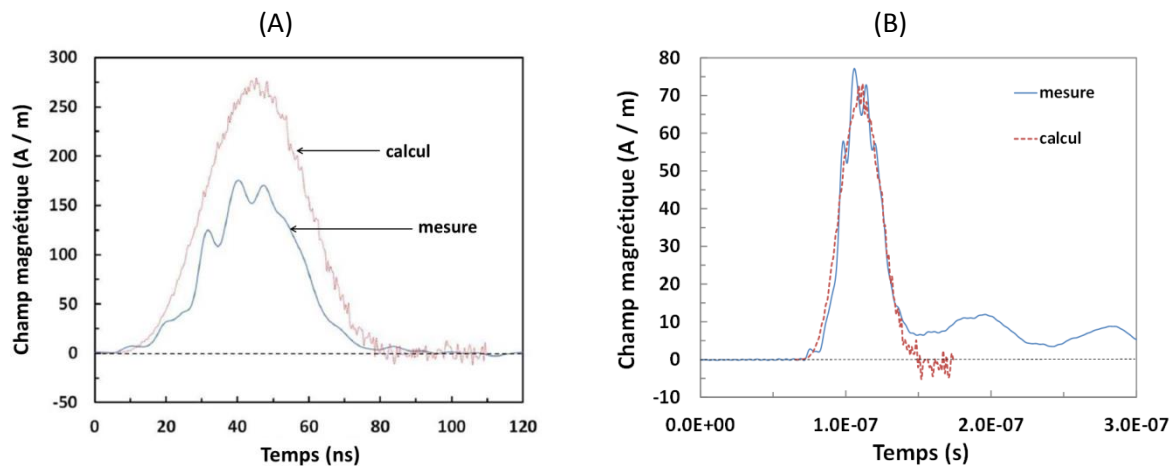 (A)
Champ magnétique (A / m)
300
250
200
150
100
50
0
-50
calcul
mesure
0 20 40 60 80 100 120
Temps (ns)
(B)
Champ magnétique (A / m)
80
70
60
50
40
30
20
10
0
-10
mesure
calcul
0.0E+00 1.0E-07 2.0E-07 3.0E-07
Temps (s)